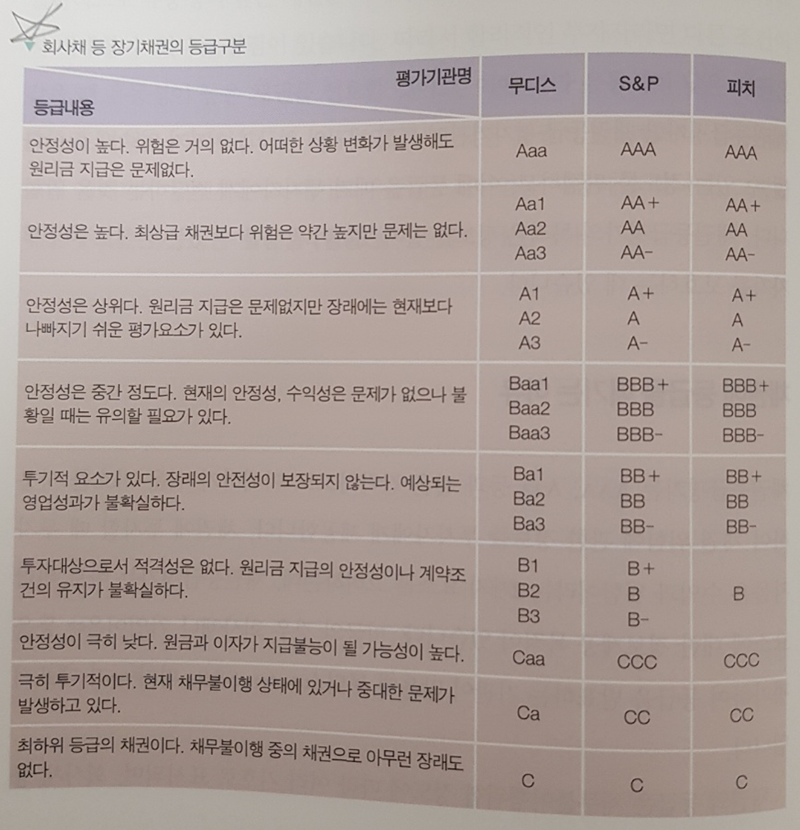 ▼ 회사채 등 장기채권의 등급구분
평가기관명
등급내용
무디스 S&P 피치
안정성이 높다. 위험은 거의 없다. 어떠한 상황 변화가 발생해도
원리금 지급은 문제없다.
Aaa AAA AAA
안정성은 높다. 최상급 채권보다 위험은 약간 높지만 문제는 없다.
Aa1 AA+ AA+
Aa2 AA AA
Aa3 AA- AA-
안정성은 상위다. 원리금 지급은 문제없지만 장래에는 현재보다
나빠지기 쉬운 평가요소가 있다.
A1 A+ A+
A2 A A
A3 A- A-
안정성은 중간 정도다. 현재의 안정성, 수익성은 문제가 없으나 불
황일 때는 유의할 필요가 있다.
Baa1 BBB+ BBB+
Baa2 BBB BBB
Baa3 BBB- BBB-
투기적 요소가 있다. 장래의 안전성이 보장되지 않는다. 예상되는
영업성과가 불확실하다.
Ba1 BB+ BB+
Ba2 BB BB
Ba3 BB- BB-
투자대상으로서 적격성은 없다. 원리금 지급의 안정성이나 계약조
건의 유지가 불확실하다.
B1 B+
B2 B B
B3 B-
안정성이 극히 낮다. 원금과 이자가 지급불능이 될 가능성이 높다.
Caa CCC CCC
극히 투기적이다. 현재 채무불이행 상태에 있거나 중대한 문제가
발생하고 있다.
Ca CC CC
최하위 등급의 채권이다. 채무불이행 중의 채권으로 아무런 장래도
없다.
C C C